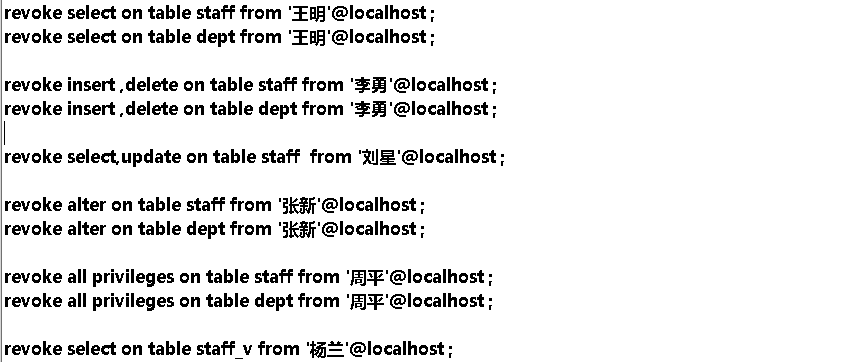 revoke select on table staff from '王明'@localhost;
revoke select on table dept from '王明'@localhost;
revoke insert ,delete on table staff from '李勇'@localhost;
revoke insert ,delete on table dept from '李勇'@localhost;
revoke select,update on table staff  from '刘星'@localhost;
revoke alter on table staff from '张新'@localhost;
revoke alter on table dept from '张新'@localhost;
revoke all privileges on table staff from '周平'@localhost;
revoke all privileges on table dept from '周平'@localhost;
revoke select on table staff_v from '杨兰'@localhost;